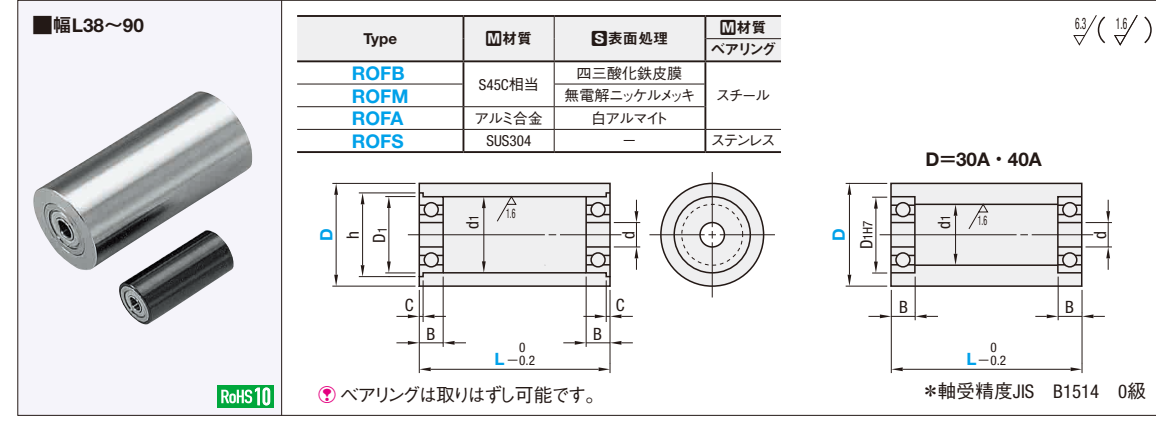 ■幅L38〜90
Type M材質 S表面処理 M材質
ベアリング
ROFB S45C相当 四三酸化鉄皮膜 スチール
ROFM 無電解ニッケルメッキ
ROFA アルミ合金 白アルマイト
ROFS SUS304 － ステンレス
6.3 ( 1.6 )
D＝30A・40A
D h D1 d1 1.6 d
C C
B B
L 0 −0.2
D D1H7 d1 1.6 d
B B
L 0 −0.2
RoHS10
ベアリングは取りはずし可能です。
＊軸受精度JIS B1514 0級